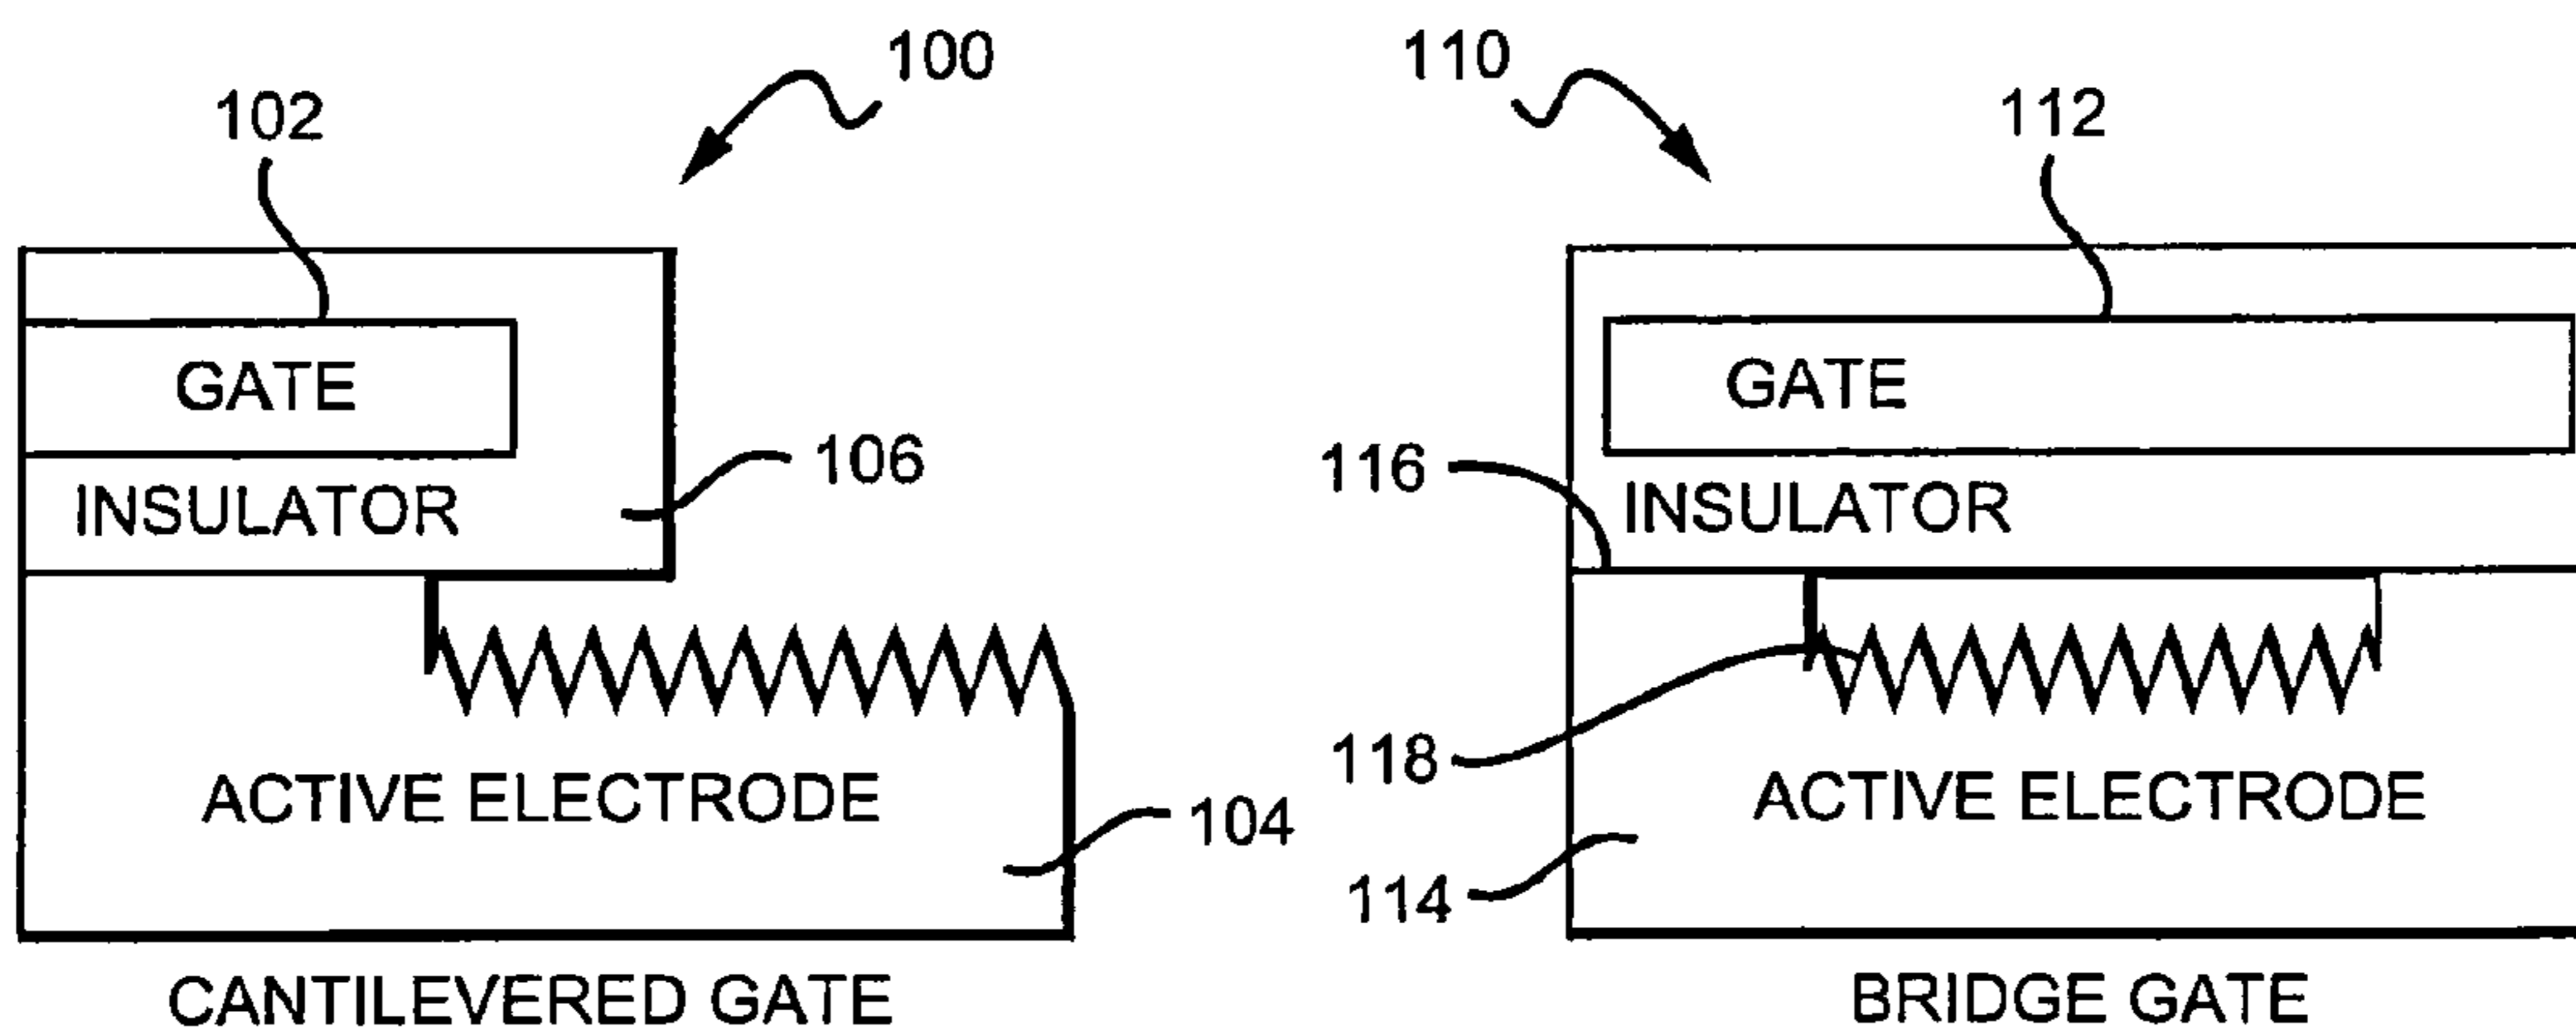 100
102
GATE
INSULATOR
106
ACTIVE ELECTRODE
104
CANTILEVERED GATE
110
112
GATE
116
INSULATOR
118
ACTIVE ELECTRODE
114
BRIDGE GATE